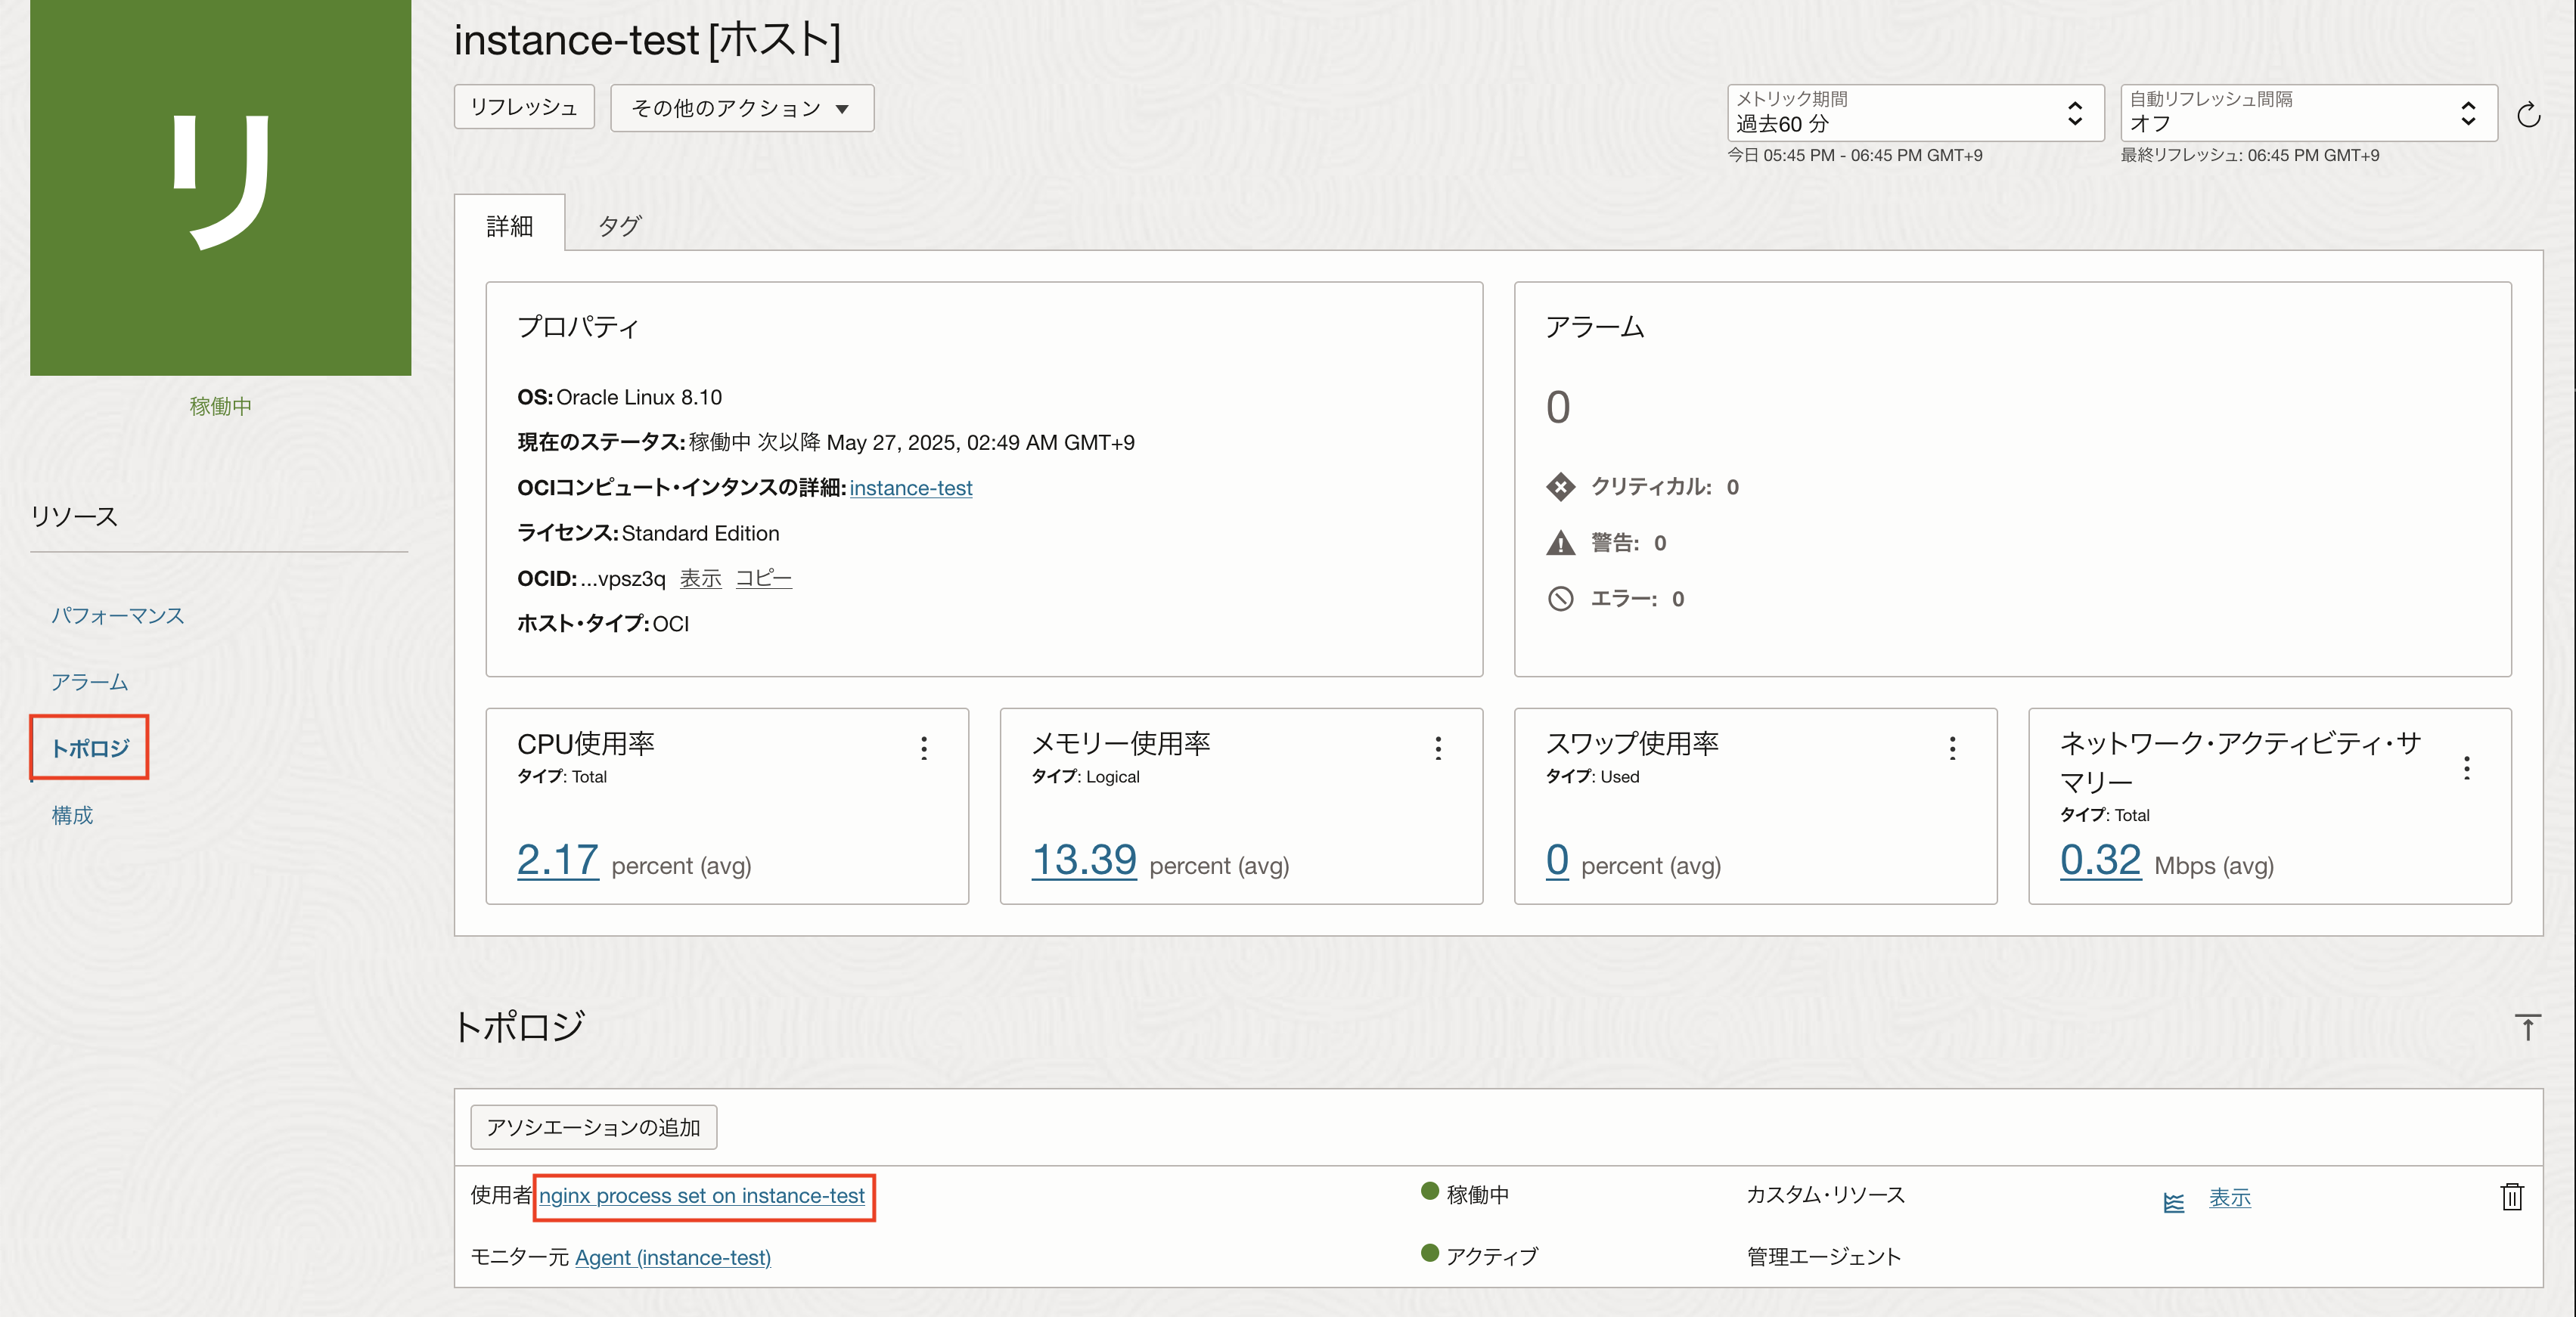 リ
稼働中
リソース
パフォーマンス
アラーム
トポロジ
構成
instance-test [ホスト]
リフレッシュ
その他のアクション
メトリック期間
過去60 分
今日 05:45 PM - 06:45 PM GMT+9
自動リフレッシュ間隔
オフ
最終リフレッシュ: 06:45 PM GMT+9
詳細
タグ
プロパティ
OS: Oracle Linux 8.10
現在のステータス: 稼働中 次以降 May 27, 2025, 02:49 AM GMT+9
OCIコンピュート・インタンスの詳細: instance-test
ライセンス: Standard Edition
OCID: ...vpsz3q 表示 コピー
ホスト・タイプ: OCI
アラーム
0
クリティカル: 0
警告: 0
エラー: 0
CPU使用率
タイプ: Total
2.17 percent (avg)
メモリー使用率
タイプ: Logical
13.39 percent (avg)
スワップ使用率
タイプ: Used
0 percent (avg)
ネットワーク・アクティビティ・サ
マリー
タイプ: Total
0.32 Mbps (avg)
トポロジ
アソシエーションの追加
使用者 nginx process set on instance-test 稼働中 カスタム・リソース 表示
モニター元 Agent (instance-test) アクティブ 管理エージェント